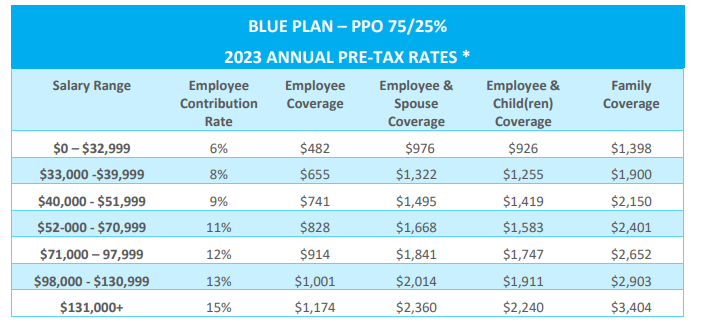 BLUE PLAN – PPO 75/25%
2023 ANNUAL PRE-TAX RATES *
Salary Range Employee Contribution Rate Employee Coverage Employee & Spouse Coverage Employee & Child(ren) Coverage Family Coverage
$0 – $32,999 6% $482 $976 $926 $1,398
$33,000 -$39,999 8% $655 $1,322 $1,255 $1,900
$40,000 - $51,999 9% $741 $1,495 $1,419 $2,150
$52-000 - $70,999 11% $828 $1,668 $1,583 $2,401
$71,000 – 97,999 12% $914 $1,841 $1,747 $2,652
$98,000 - $130,999 13% $1,001 $2,014 $1,911 $2,903
$131,000+ 15% $1,174 $2,360 $2,240 $3,404